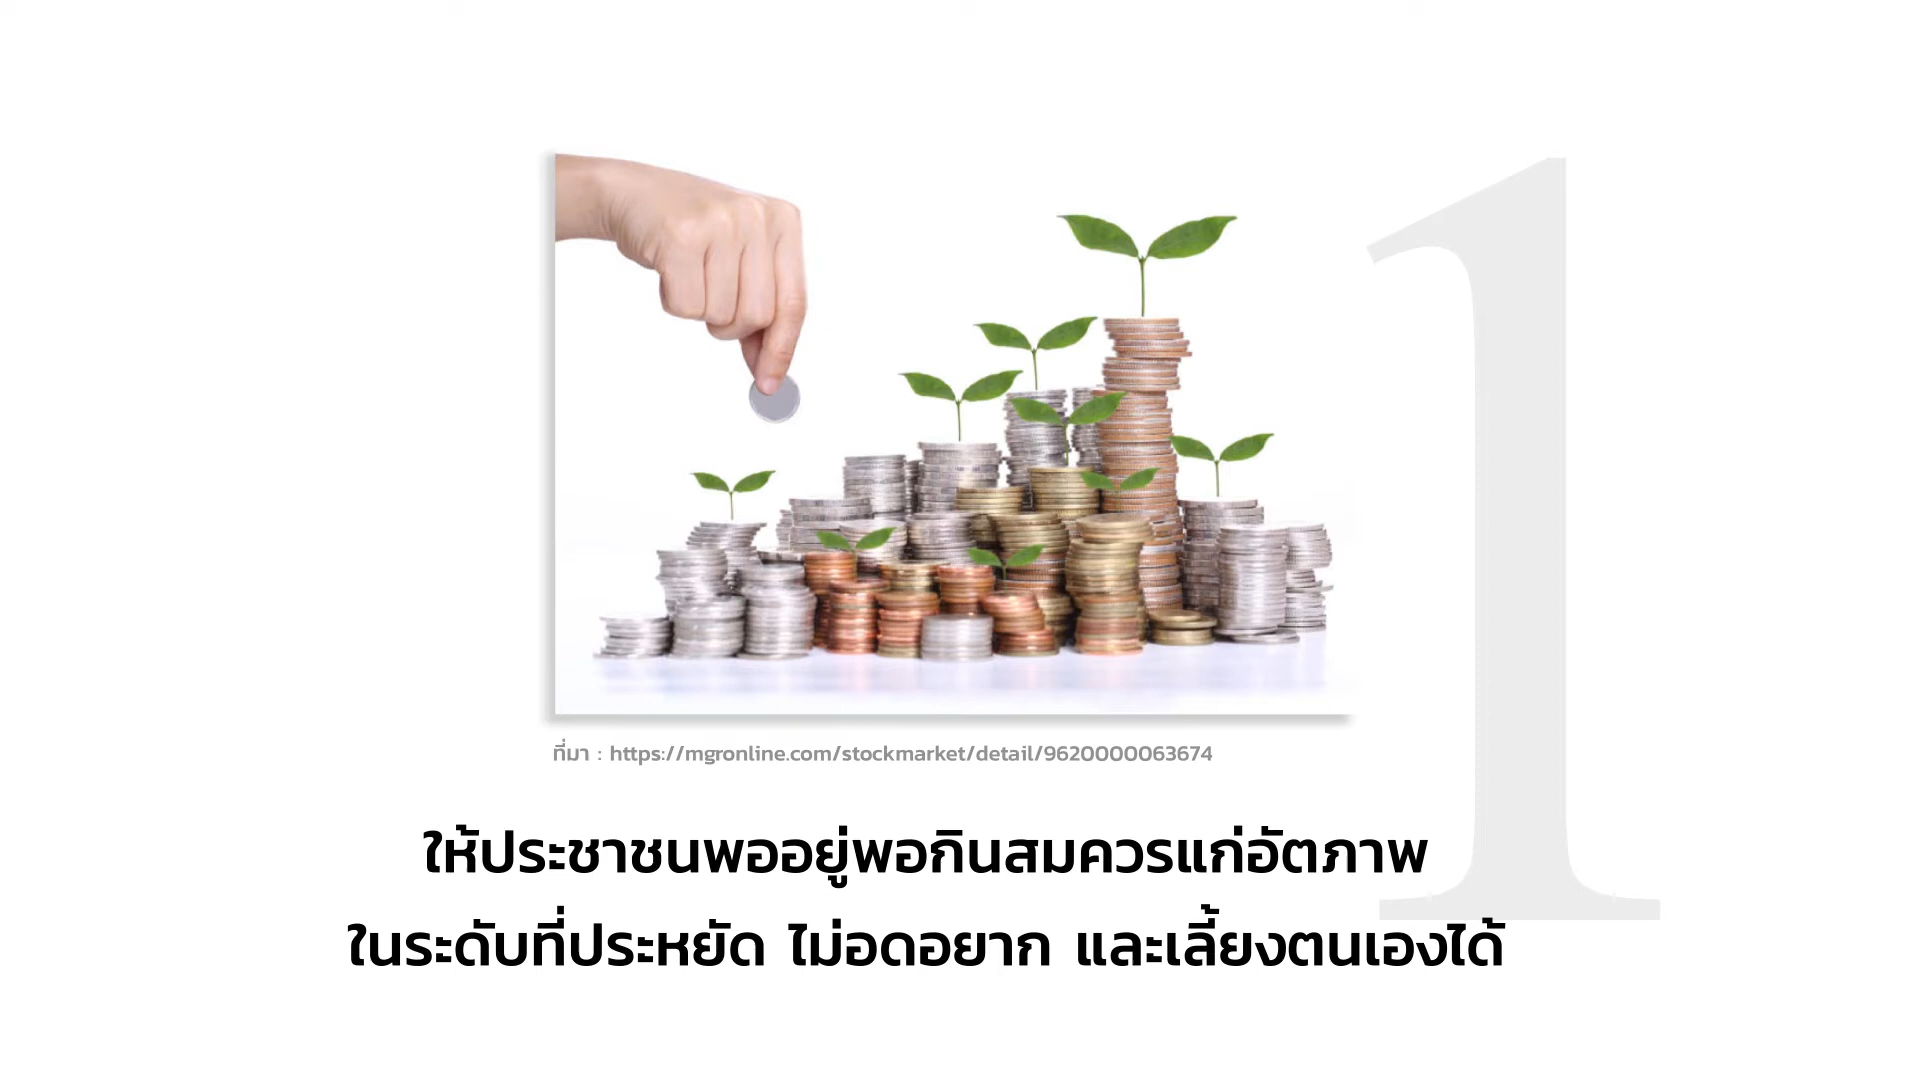 1
ที่มา : https://mgronline.com/stockmarket/detail/9620000063674
ให้ประชาชนพออยู่พอกินสมควรแก่อัตภาพ
ในระดับที่ประหยัด ไม่อดอยาก และเลี้ยงตนเองได้